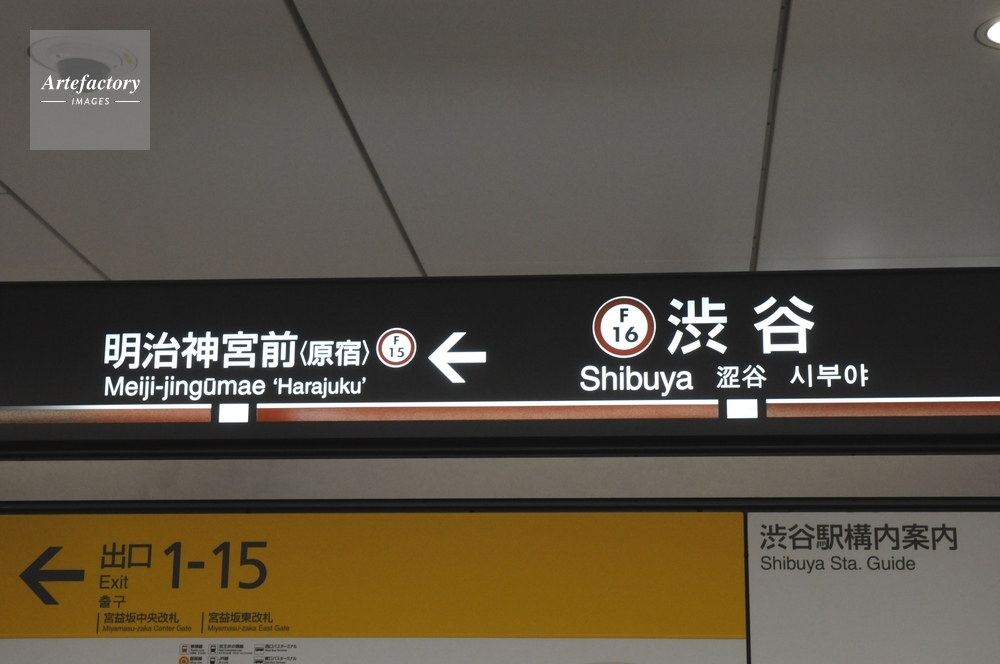 Artefactory
IMAGES
F
16
渋谷
明治神宮前〈原宿〉
F
15
Meiji-jingūmae ‘Harajuku’
Shibuya 涩谷 시부야
出口 1-15
Exit
출구
宮益坂中央改札
Miyamasu-zaka Center Gate
宮益坂東改札
Miyamasu-zaka East Gate
渋谷駅構内案内
Shibuya Sta. Guide